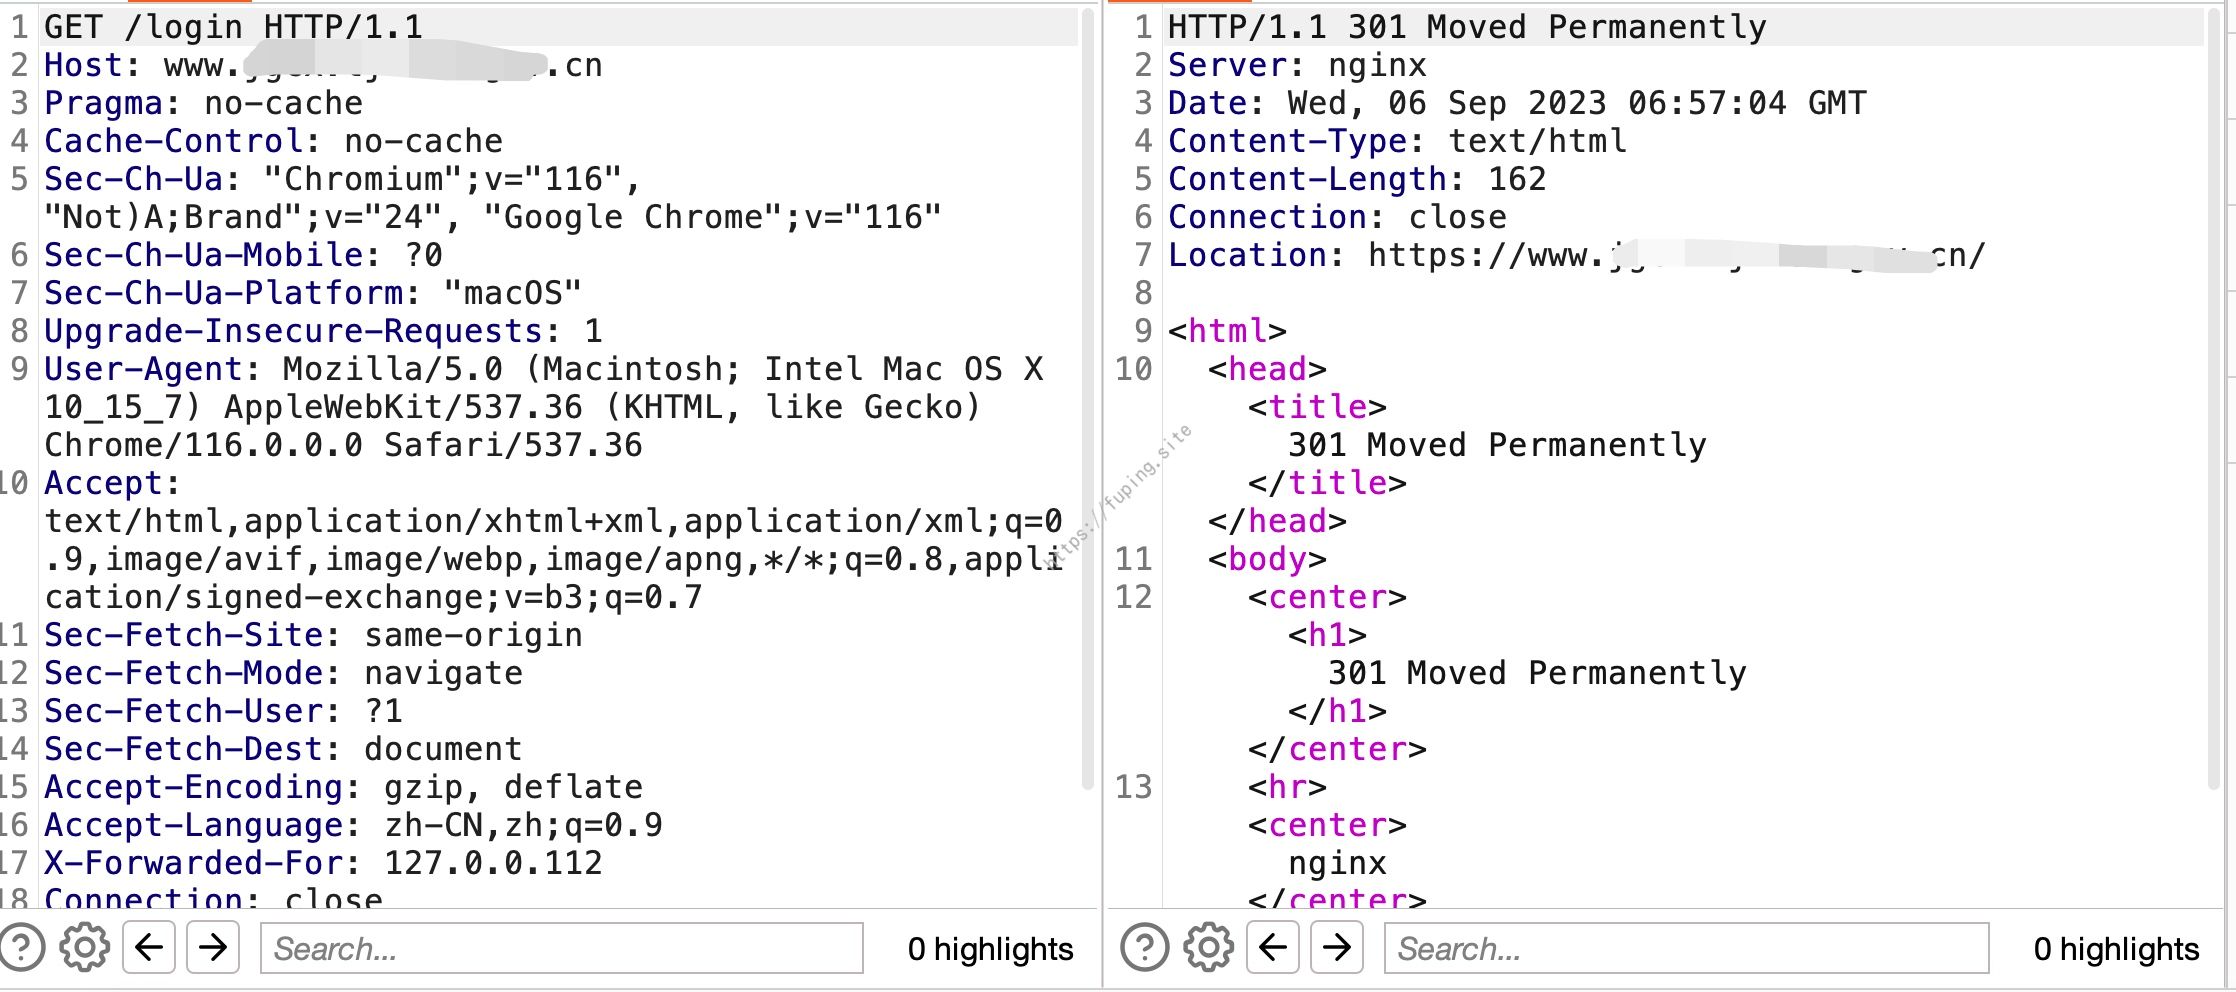 1 GET /login HTTP/1.1
2 Host: www. .cn
3 Pragma: no-cache
4 Cache-Control: no-cache
5 Sec-Ch-Ua: "Chromium";v="116",
"Not)A;Brand";v="24", "Google Chrome";v="116"
6 Sec-Ch-Ua-Mobile: ?0
7 Sec-Ch-Ua-Platform: "macOS"
8 Upgrade-Insecure-Requests: 1
9 User-Agent: Mozilla/5.0 (Macintosh; Intel Mac OS X
10_15_7) AppleWebKit/537.36 (KHTML, like Gecko)
Chrome/116.0.0.0 Safari/537.36
10 Accept:
text/html,application/xhtml+xml,application/xml;q=0
.9,image/avif,image/webp,image/apng,*/*;q=0.8,appli
cation/signed-exchange;v=b3;q=0.7
11 Sec-Fetch-Site: same-origin
12 Sec-Fetch-Mode: navigate
13 Sec-Fetch-User: ?1
14 Sec-Fetch-Dest: document
15 Accept-Encoding: gzip, deflate
16 Accept-Language: zh-CN,zh;q=0.9
17 X-Forwarded-For: 127.0.0.112
18 Connection: close
Search...
0 highlights
1 HTTP/1.1 301 Moved Permanently
2 Server: nginx
3 Date: Wed, 06 Sep 2023 06:57:04 GMT
4 Content-Type: text/html
5 Content-Length: 162
6 Connection: close
7 Location: https://www. cn/
8
9 <html>
10 <head>
<title>
301 Moved Permanently
</title>
</head>
11 <body>
12 <center>
<h1>
301 Moved Permanently
</h1>
</center>
13 <hr>
<center>
nginx
</center>
Search...
0 highlights
https://fuping.site